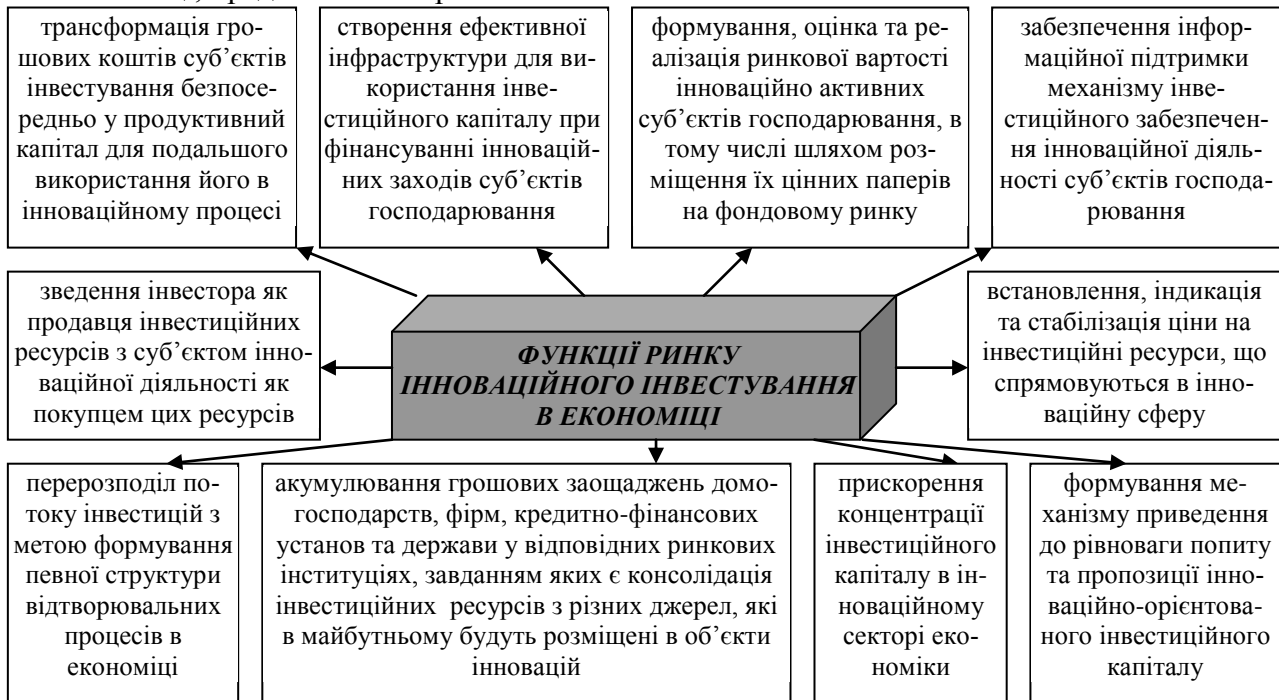 трансформація гро-
шових коштів суб’єктів
інвестування безпосе-
редньо у продуктивний
капітал для подальшого
використання його в
інноваційному процесі
створення ефективної
інфраструктури для ви-
користання інве-
стиційного капіталу при
фінансуванні інновацій-
них заходів суб’єктів
господарювання
формування, оцінка та ре-
алізація ринкової вартості
інноваційно активних
суб’єктів господарювання, в
тому числі шляхом роз-
міщення їх цінних паперів
на фондовому ринку
забезпечення інфор-
маційної підтримки
механізму інве-
стиційного забезпечен-
ня інноваційної діяль-
ності суб’єктів господа-
рювання
зведення інвестора як
продавця інвестиційних
ресурсів з суб’єктом інно-
ваційної діяльності як
покупцем цих ресурсів
ФУНКЦІЇ РИНКУ
ІННОВАЦІЙНОГО ІНВЕСТУВАННЯ
В ЕКОНОМІЦІ
встановлення, індикація
та стабілізація ціни на
інвестиційні ресурси, що
спрямовуються в інно-
ваційну сферу
перерозподіл по-
току інвестицій з
метою формування
певної структури
відтворювальних
процесів в
економіці
акумулювання грошових заощаджень домо-
господарств, фірм, кредитно-фінансових
установ та держави у відповідних ринкових
інституціях, завданням яких є консолідація
інвестиційних ресурсів з різних джерел, які
в майбутньому будуть розміщені в об’єкти
інновацій
прискорення
концентрації
інвестиційного
капіталу в ін-
новаційному
секторі еко-
номіки
формування ме-
ханізму приведення
до рівноваги попиту
та пропозиції інно-
ваційно-орієнтова-
ного інвестиційного
капіталу